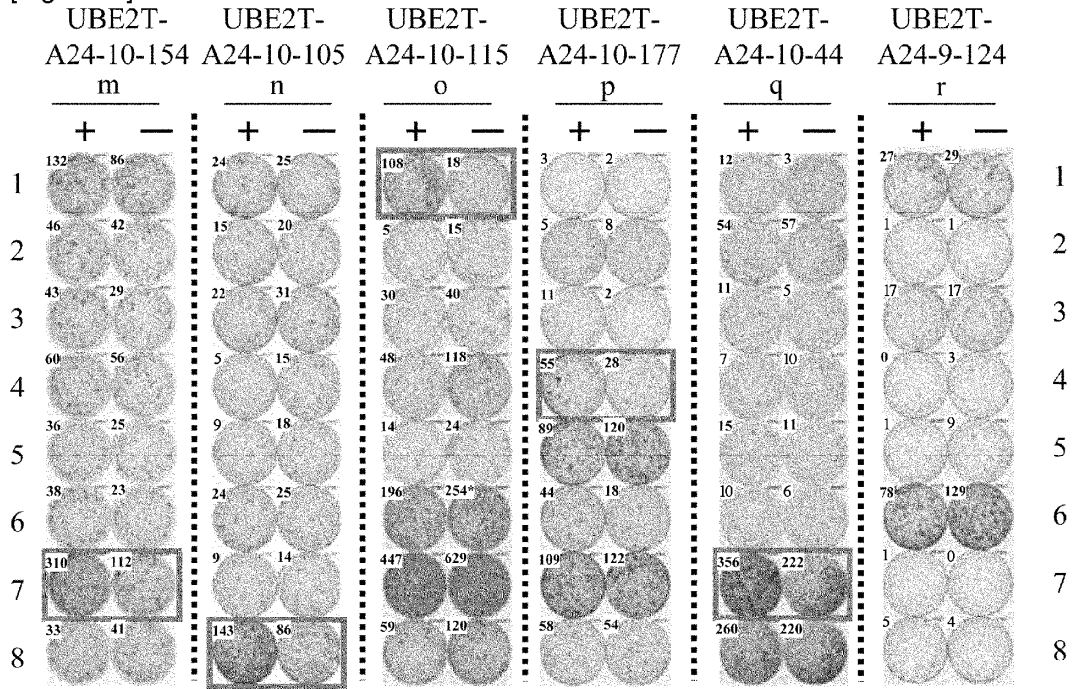 UBE2T- UBE2T- UBE2T- UBE2T- UBE2T- UBE2T-
A24-10-154 A24-10-105 A24-10-115 A24-10-177 A24-10-44 A24-9-124
m n o p q r
+ — + — + — + — + — + —
1 132 86 24 25 108 18 3 2 12 3 27 29 1
2 46 42 15 20 5 15 5 8 54 57 1 1 2
3 43 29 22 31 30 40 11 2 11 5 17 17 3
4 60 56 5 15 48 118 55 28 7 10 0 3 4
5 36 25 9 18 14 24 89 120 15 11 1 9 5
6 38 23 24 25 196 254* 44 18 10 6 78 129 6
7 310 112 9 14 447 629 109 122 356 222 1 0 7
8 33 41 143 86 59 120 58 54 260 220 5 4 8